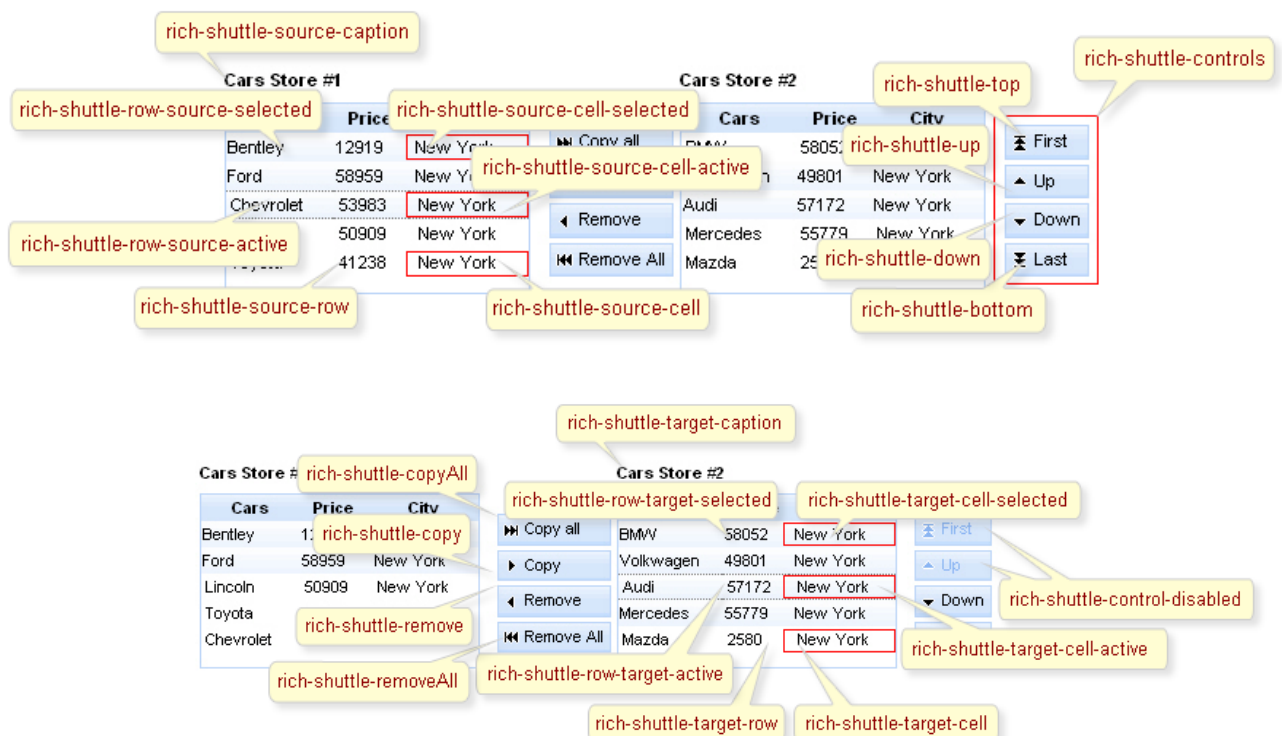 rich-shuttle-source-caption
rich-shuttle-controls
Cars Store #1
Cars Store #2
rich-shuttle-top
rich-shuttle-row-source-selected
rich-shuttle-source-cell-selected
Price
Cars Price City
Bentley 12919 New York
Copy all
58052
rich-shuttle-up
First
rich-shuttle-source-cell-active
Ford 58959 New
49801 New York
Up
Chevrolet 53983 New York
Remove
Audi 57172 New York
Down
rich-shuttle-row-source-active
50909 New York
Mercedes 55779 New York
rich-shuttle-down
41238 New York
Remove All
Mazda
Last
rich-shuttle-source-row
rich-shuttle-source-cell
rich-shuttle-bottom
rich-shuttle-target-caption
Cars Store #
rich-shuttle-copyAll
Cars Store #2
Cars Price City
rich-shuttle-row-target-selected
rich-shuttle-target-cell-selected
Bentley
rich-shuttle-copy
Copy all
BMW 58052 New York
First
Ford 58959 New York
Copy
Volkwagen 49801 New York
Up
Lincoln 50909 New York
Remove
Audi 57172 New York
Down
rich-shuttle-control-disabled
Toyota
rich-shuttle-remove
Mercedes 55779 New York
Chevrolet
Remove All
Mazda 2580 New York
rich-shuttle-target-cell-active
rich-shuttle-removeAll
rich-shuttle-row-target-active
rich-shuttle-target-row
rich-shuttle-target-cell